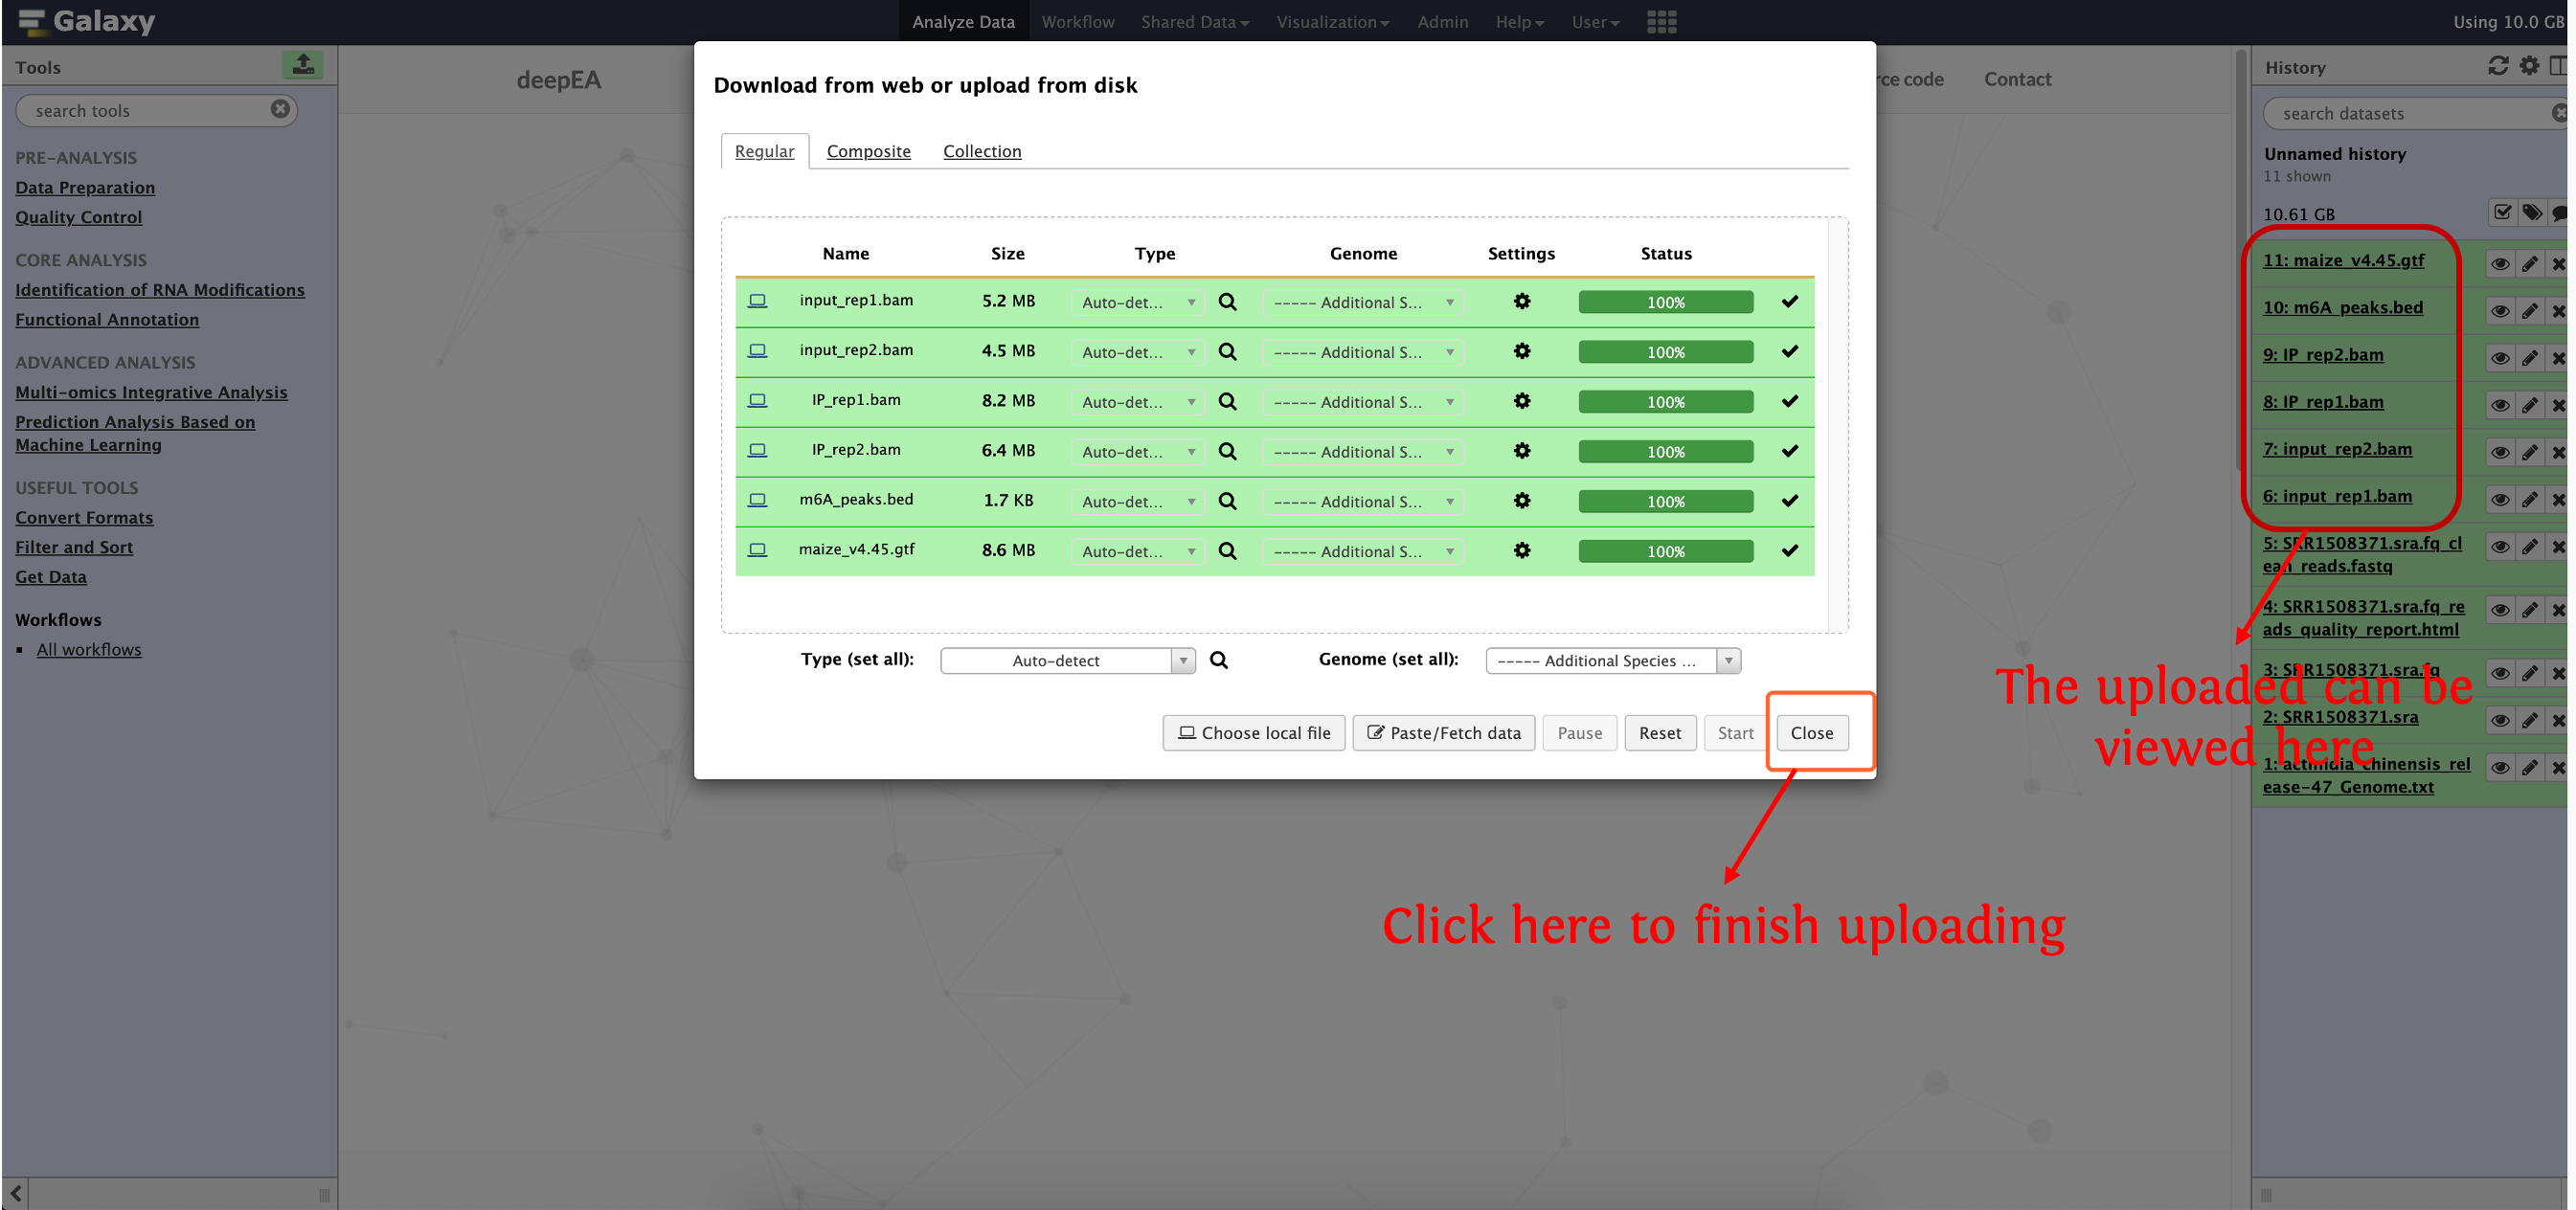 Galaxy
Analyze Data Workflow Shared Data Visualization Admin Help User
Using 10.0 GB
Tools
search tools
PRE-ANALYSIS
Data Preparation
Quality Control
CORE ANALYSIS
Identification of RNA Modifications
Functional Annotation
ADVANCED ANALYSIS
Multi-omics Integrative Analysis
Prediction Analysis Based on
Machine Learning
USEFUL TOOLS
Convert Formats
Filter and Sort
Get Data
Workflows
All workflows
deepEA
rce code Contact
Download from web or upload from disk
Regular Composite Collection
Name Size Type Genome Settings Status
input_rep1.bam 5.2 MB Auto-det... ----- Additional S... 100%
input_rep2.bam 4.5 MB Auto-det... ----- Additional S... 100%
IP_rep1.bam 8.2 MB Auto-det... ----- Additional S... 100%
IP_rep2.bam 6.4 MB Auto-det... ----- Additional S... 100%
m6A_peaks.bed 1.7 KB Auto-det... ----- Additional S... 100%
maize_v4.45.gtf 8.6 MB Auto-det... ----- Additional S... 100%
Type (set all): Auto-detect Genome (set all): ----- Additional Species ...
Choose local file Paste/Fetch data Pause Reset Start Close
Click here to finish uploading
History
search datasets
Unnamed history
11 shown
10.61 GB
11: maize_v4.45.gtf
10: m6A_peaks.bed
9: IP_rep2.bam
8: IP_rep1.bam
7: input_rep2.bam
6: input_rep1.bam
5: SRR1508371.sra.fq_cl
ean_reads.fastq
4: SRR1508371.sra.fq_re
ads_quality_report.html
3: SRR1508371.sra.fq
2: SRR1508371.sra
1: actinidia_chinensis_rel
ease-47_Genome.txt
The uploaded can be
viewed here